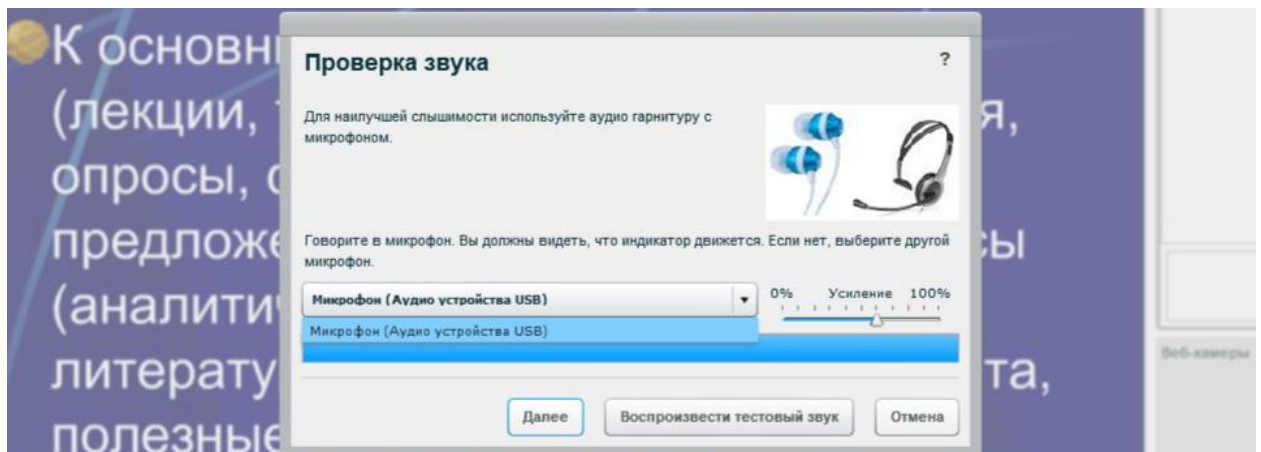 К основн
Проверка звука
?
(лекции,
я,
Для наилучшей слышимости используйте аудио гарнитуру с
микрофоном.
опросы,
предложе
ы
Говорите в микрофон. Вы должны видеть, что индикатор движется. Если нет, выберите другой
микрофон.
(аналити
Микрофон (Аудио устройства USB)
0% Усиление 100%
Микрофон (Аудио устройства USB)
литерату
та,
Веб-камеры
Далее
Воспроизвести тестовый звук
Отмена
полезные